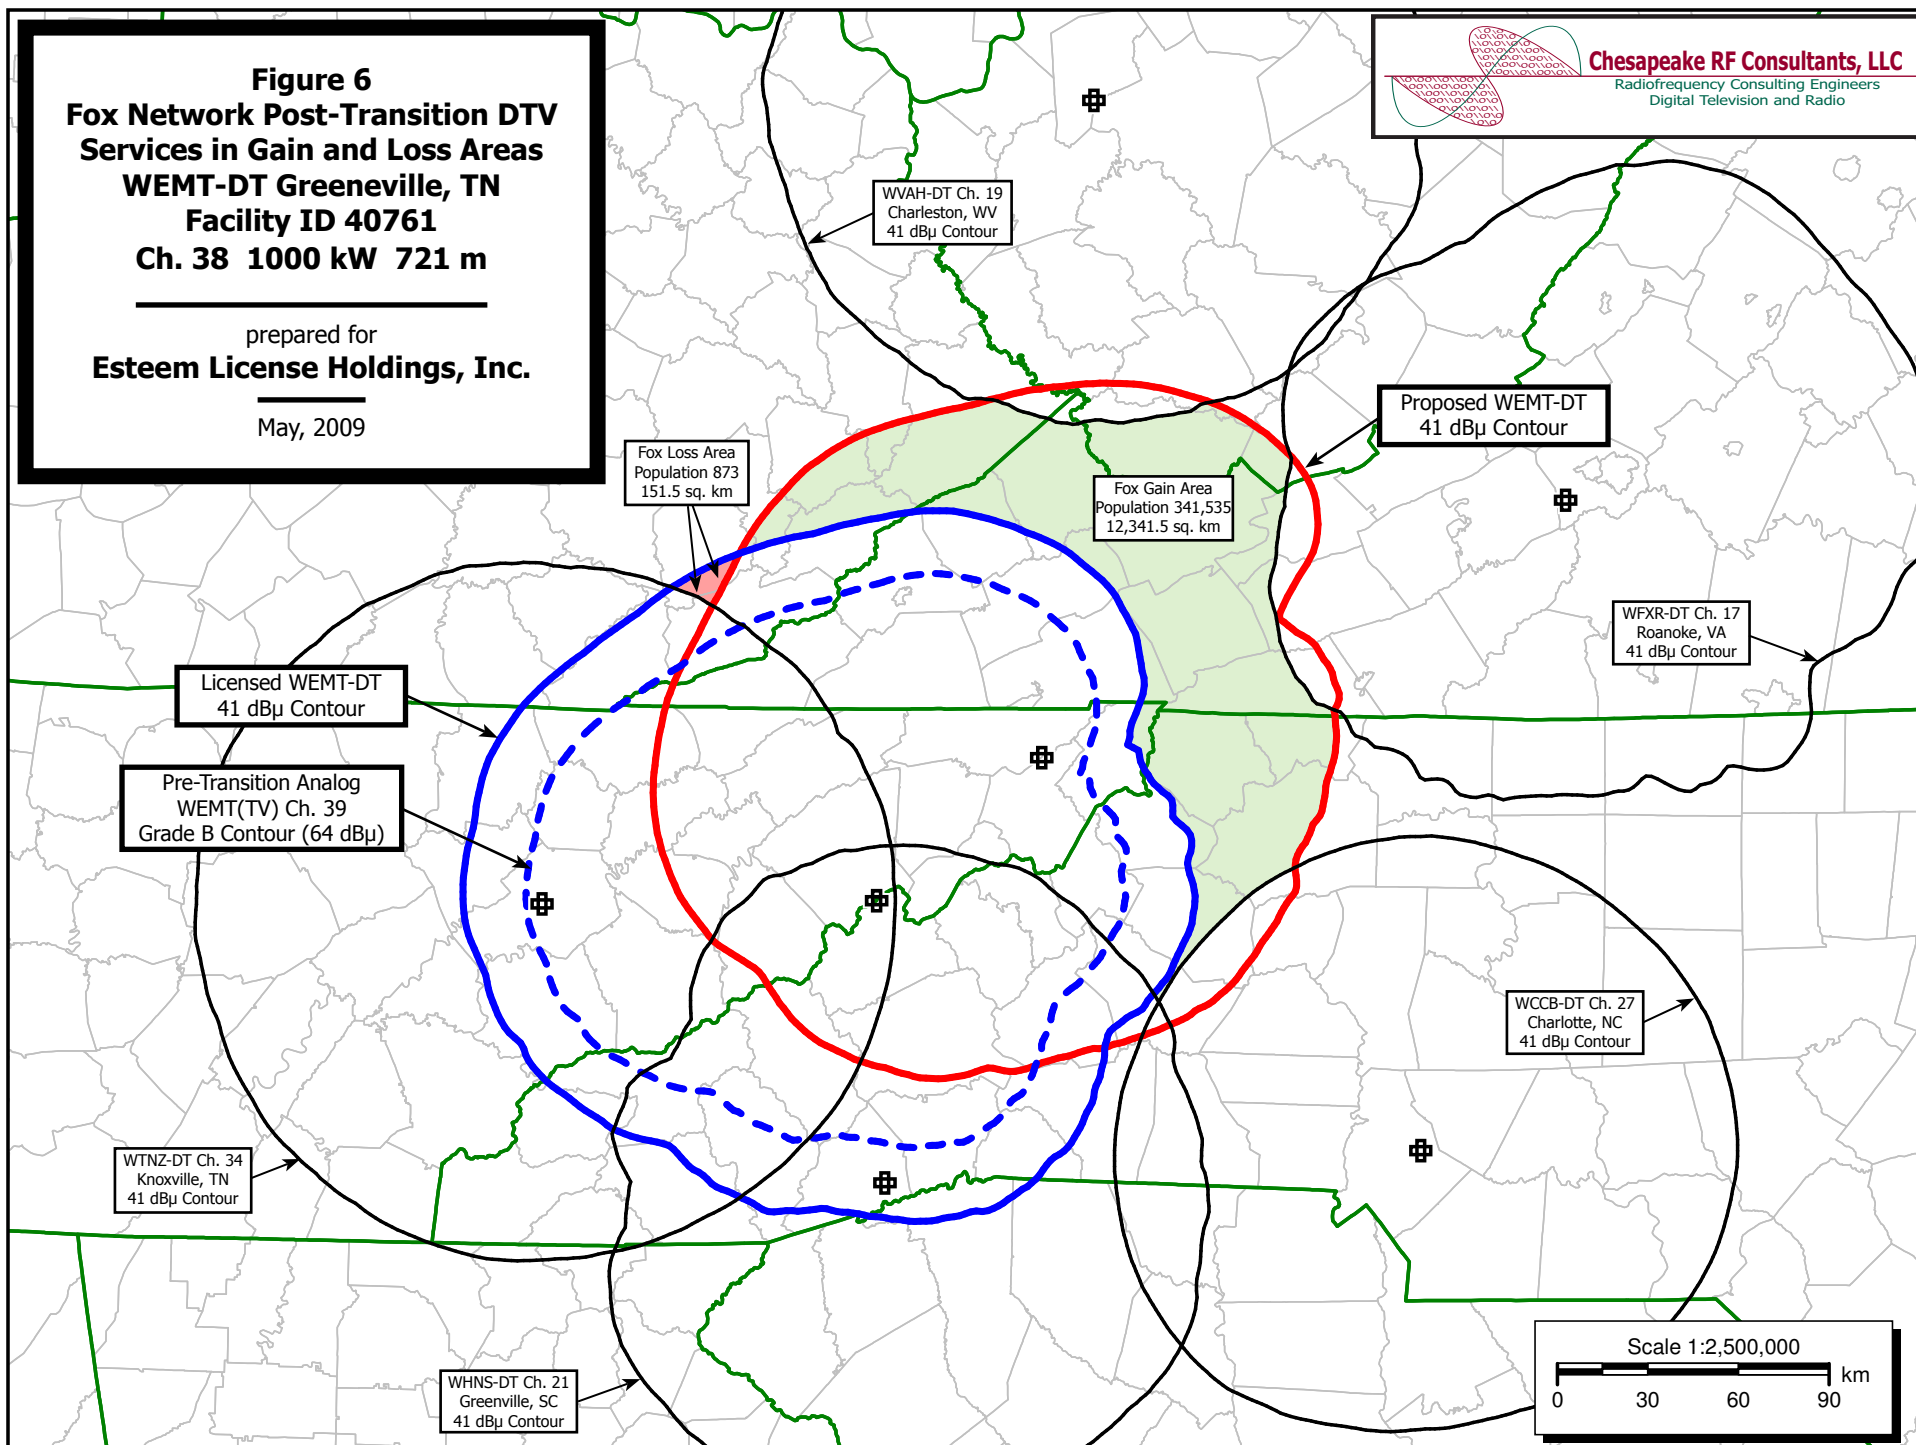 Figure 6
Fox Network Post-Transition DTV
Services in Gain and Loss Areas
WEMT-DT Greeneville, TN
Facility ID 40761
Ch. 38 1000 kW 721 m
prepared for
Esteem License Holdings, Inc.
May, 2009
Chesapeake RF Consultants, LLC
Radiofrequency Consulting Engineers
Digital Television and Radio
WVAH-DT Ch. 19
Charleston, WV
41 dBµ Contour
Proposed WEMT-DT
41 dBµ Contour
Fox Loss Area
Population 873
151.5 sq. km
Fox Gain Area
Population 341,535
12,341.5 sq. km
WFXR-DT Ch. 17
Roanoke, VA
41 dBµ Contour
Licensed WEMT-DT
41 dBµ Contour
Pre-Transition Analog
WEMT(TV) Ch. 39
Grade B Contour (64 dBµ)
WCCB-DT Ch. 27
Charlotte, NC
41 dBµ Contour
WTNZ-DT Ch. 34
Knoxville, TN
41 dBµ Contour
WHNS-DT Ch. 21
Greenville, SC
41 dBµ Contour
Scale 1:2,500,000
km
0 30 60 90